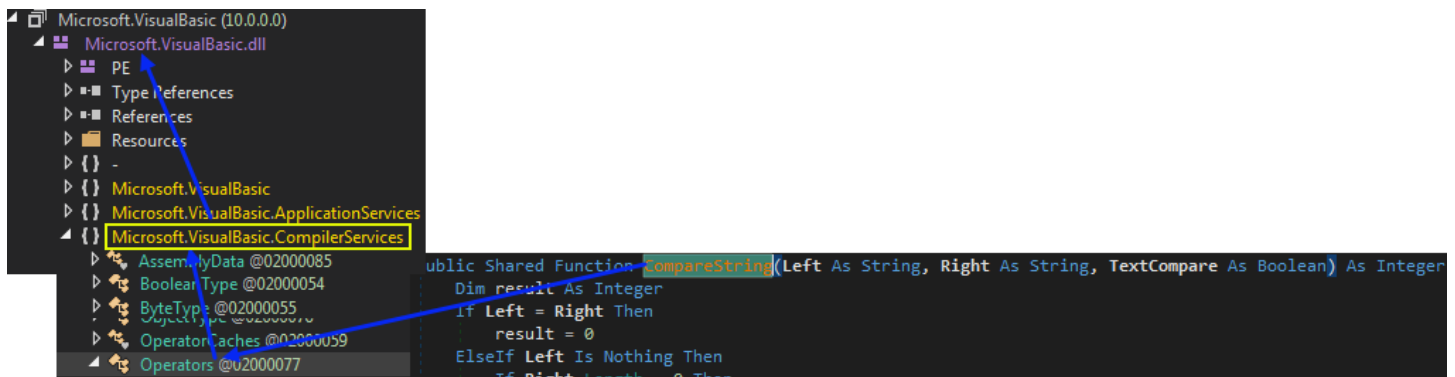 Microsoft.VisualBasic (10.0.0.0)
Microsoft.VisualBasic.dll
PE
Type References
References
Resources
{ } -
{ } Microsoft.VisualBasic
{ } Microsoft.VisualBasic.ApplicationServices
{ } Microsoft.VisualBasic.CompilerServices
AssemblyData @02000085
BooleanType @02000054
ByteType @02000055
OperatorCaches @02000059
Operators @02000077
ublic Shared Function CompareString(Left As String, Right As String, TextCompare As Boolean) As Integer
Dim result As Integer
If Left = Right Then
result = 0
ElseIf Left Is Nothing Then